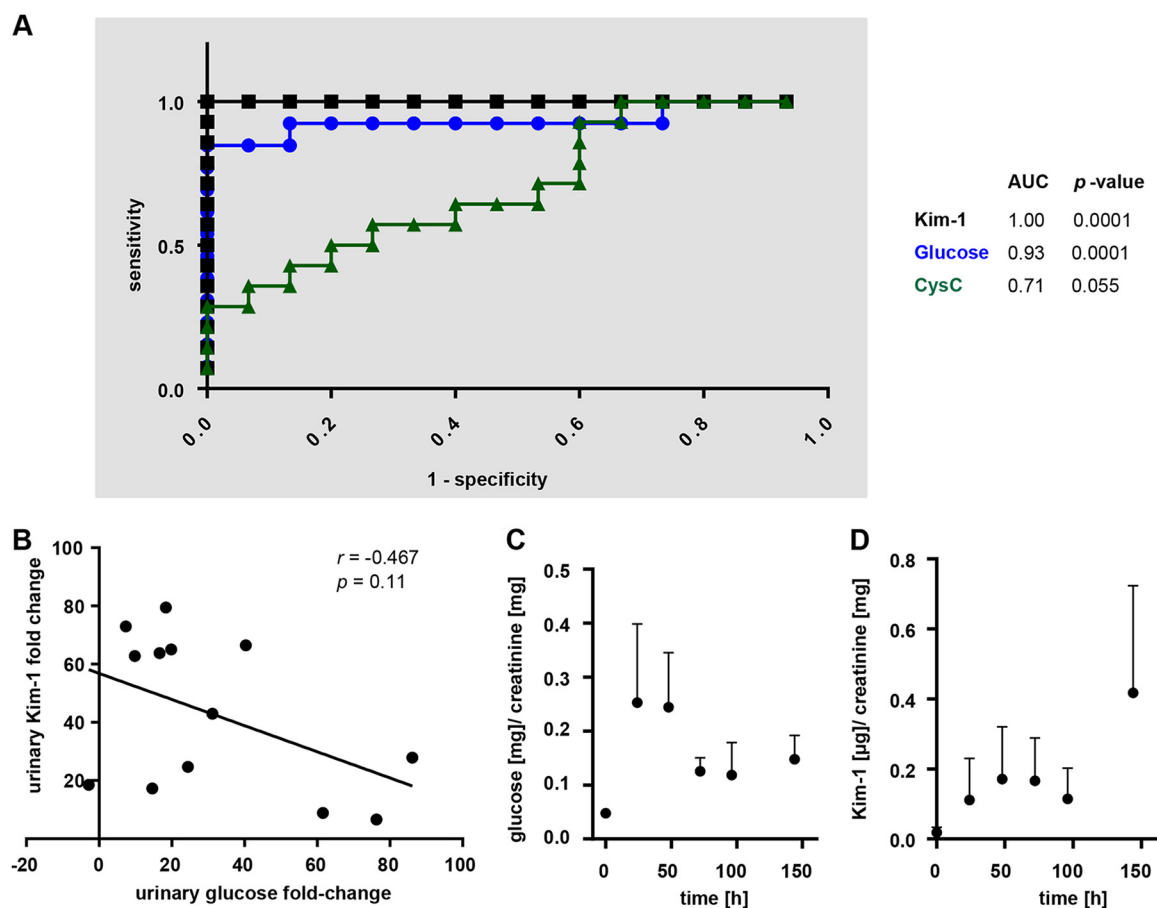 A
1.0
0.5
0.0
sensitivity
0.0 0.2 0.4 0.6 0.8 1.0
1 - specificity
AUC p -value
Kim-1 1.00 0.0001
Glucose 0.93 0.0001
CysC 0.71 0.055
B
100
80
60
40
20
urinary Kim-1 fold change
r = -0.467
p = 0.11
-20 0 20 40 60 80 100
urinary glucose fold-change
C
0.5
0.4
0.3
0.2
0.1
0.0
glucose [mg]/ creatinine [mg]
0 50 100 150
time [h]
D
0.8
0.6
0.4
0.2
0.0
Kim-1 [µg]/ creatinine [mg]
0 50 100 150
time [h]